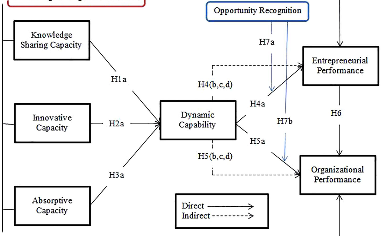 Opportunity Recognition
Knowledge
Sharing Capacity
H7a
Entrepreneurial
Performance
H1a
H4(b,c,d)
H4a
Innovative
Capacity
H2a
Dynamic
Capability
H7b
H6
H5a
H5(b,c,d)
H3a
Organizational
Performance
Absorptive
Capacity
Direct
Indirect